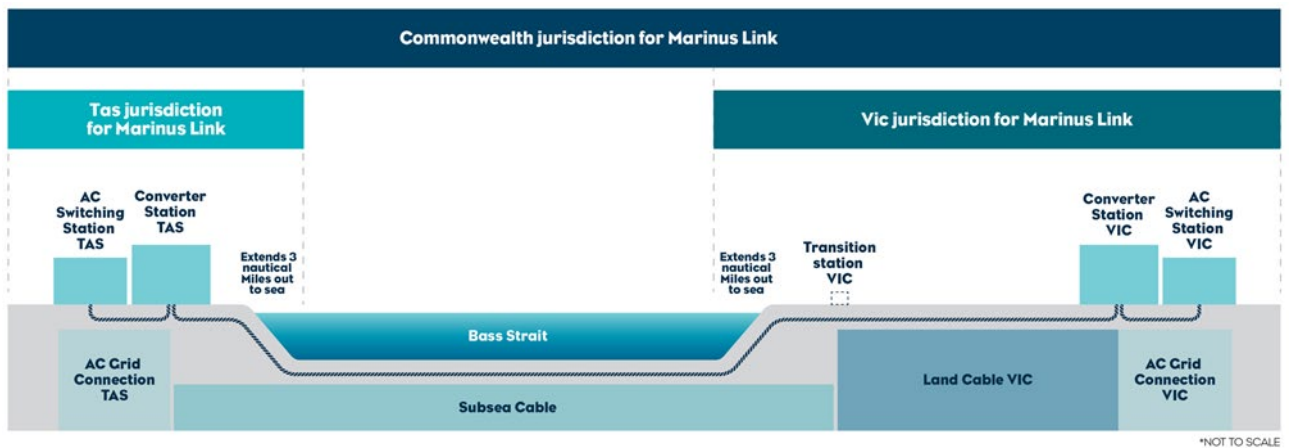 Commonwealth jurisdiction for Marinus Link
Tas jurisdiction
for Marinus Link
Vic jurisdiction for Marinus Link
AC
Switching
Station
TAS
Converter
Station
TAS
Extends 3
nautical
Miles out
to sea
Extends 3
nautical
Miles out
to sea
Transition
station
VIC
Converter
Station
VIC
AC
Switching
Station
VIC
Bass Strait
AC Grid
Connection
TAS
Subsea Cable
Land Cable VIC
AC Grid
Connection
VIC
*NOT TO SCALE